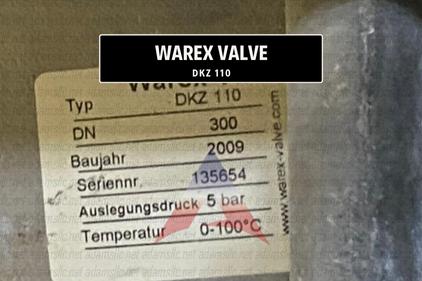 WAREX VALVE
DKZ 110
Warex
Typ DKZ 110
DN 300
Baujahr 2009
Seriennr. 135654
Auslegungsdruck 5 bar
Temperatur 0-100°C
www.warex-valve.com